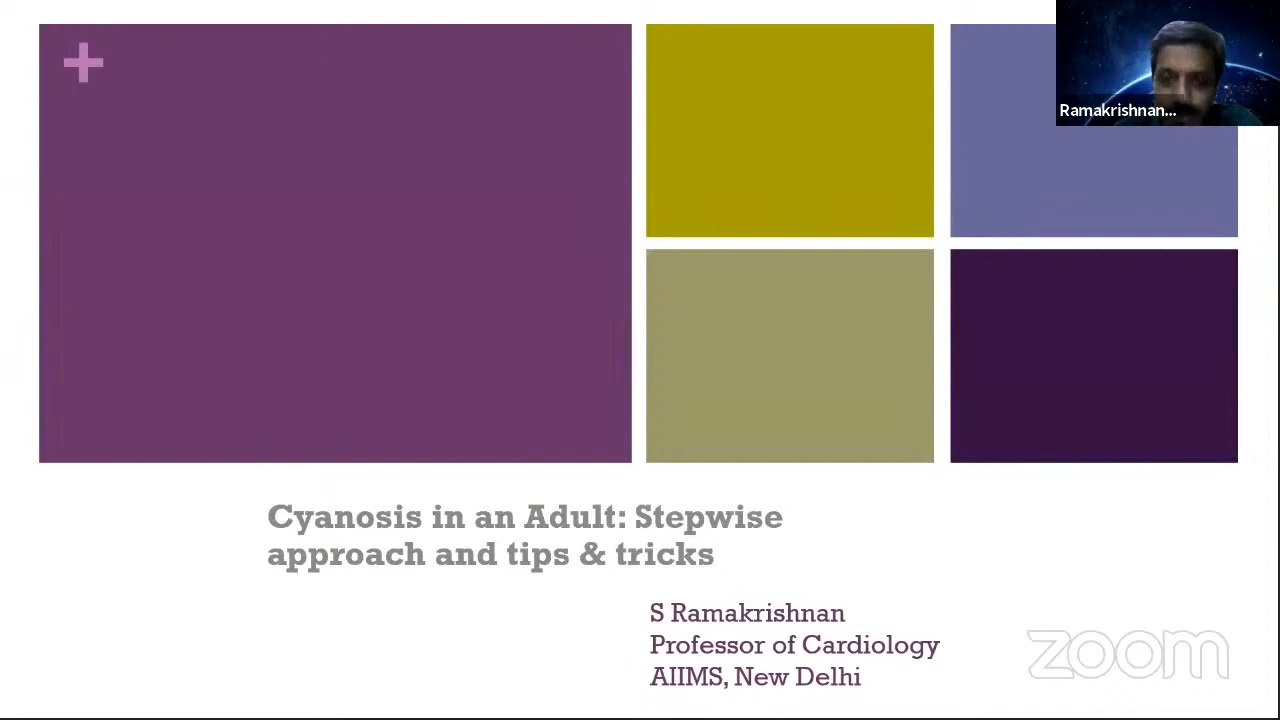 +
Ramakrishnan...
Cyanosis in an Adult: Stepwise
approach and tips & tricks
S Ramakrishnan
Professor of Cardiology
AIIMS, New Delhi
zoom